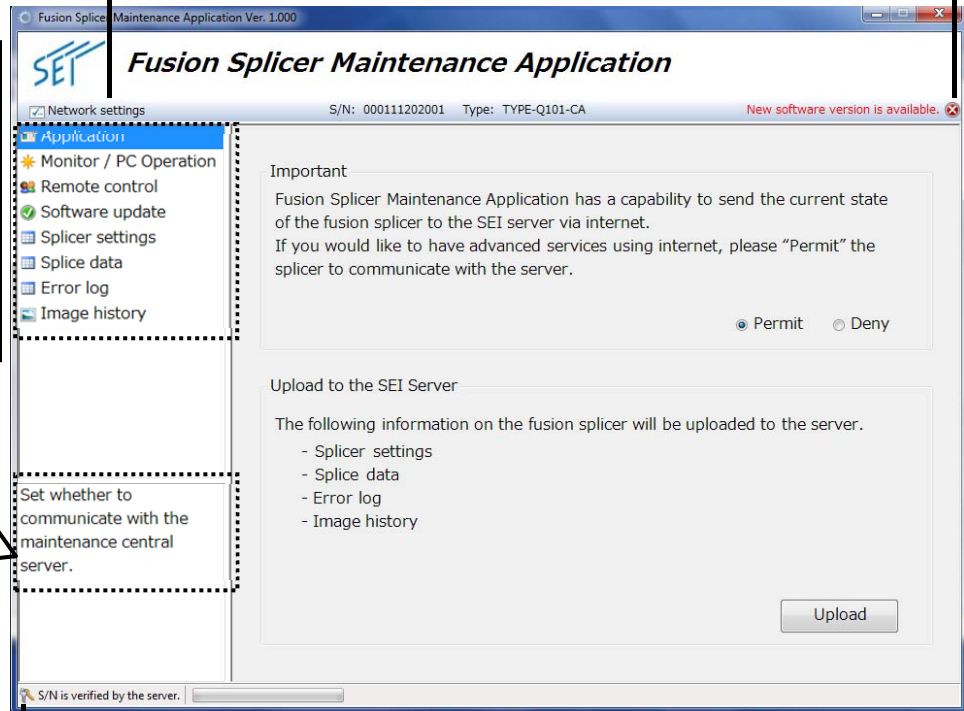 Fusion Splicer Maintenance Application Ver. 1.000
SEI Fusion Splicer Maintenance Application
Network settings S/N: 000111202001 Type: TYPE-Q101-CA New software version is available.
Application
Monitor / PC Operation
Remote control
Software update
Splicer settings
Splice data
Error log
Image history
Set whether to
communicate with the
maintenance central
server.
Important
Fusion Splicer Maintenance Application has a capability to send the current state
of the fusion splicer to the SEI server via internet.
If you would like to have advanced services using internet, please “Permit” the
splicer to communicate with the server.
Permit Deny
Upload to the SEI Server
The following information on the fusion splicer will be uploaded to the server.
- Splicer settings
- Splice data
- Error log
- Image history
Upload
S/N is verified by the server.